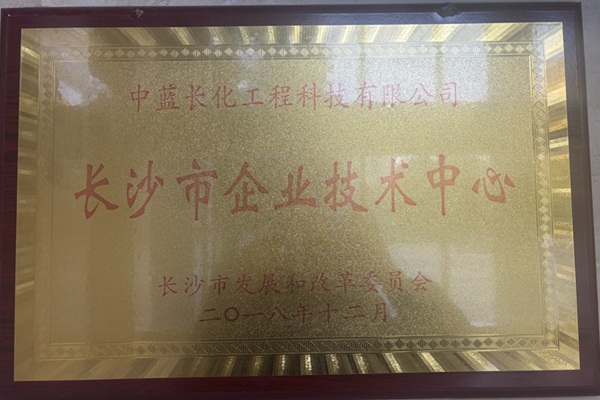 中蓝长化工程科技有限公司
长沙市企业技术中心
长沙市发展和改革委员会
二〇一八年十二月